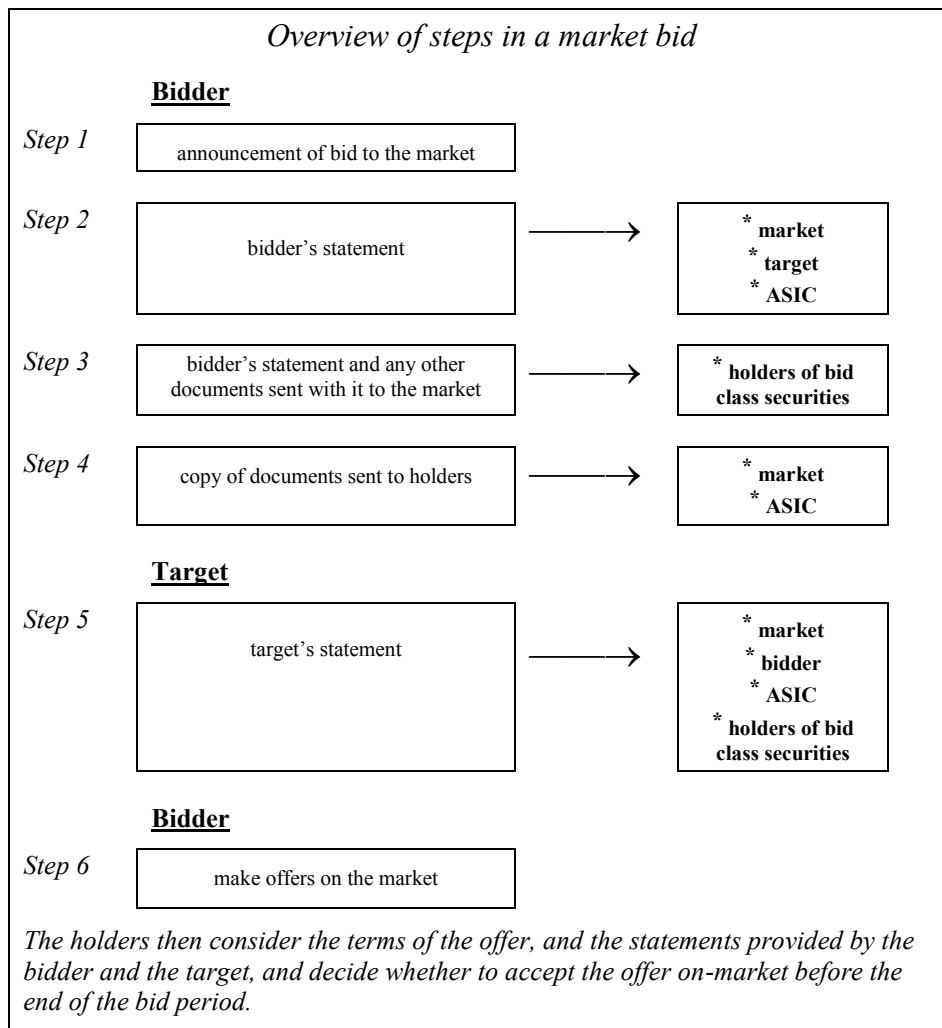 Overview of steps in a market bid
Bidder
Step 1
announcement of bid to the market
Step 2
bidder’s statement
* market
* target
* ASIC
Step 3
bidder’s statement and any other
documents sent with it to the market
* holders of bid
class securities
Step 4
copy of documents sent to holders
* market
* ASIC
Target
Step 5
target’s statement
* market
* bidder
* ASIC
* holders of bid
class securities
Bidder
Step 6
make offers on the market
The holders then consider the terms of the offer, and the statements provided by the
bidder and the target, and decide whether to accept the offer on-market before the
end of the bid period.